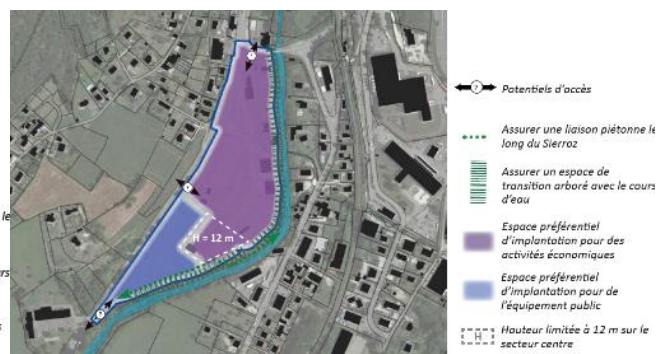 ?
?
H = 12 m
?
le
urs
s
?
Potentiels d'accès
Assurer une liaison piétonne le
long du Sierroz
Assurer un espace de
transition arboré avec le cours
d'eau
Espace préférentiel
d'implantation pour des
activités économiques
Espace préférentiel
d'implantation pour de
l'équipement public
H
Hauteur limitée à 12 m sur le
secteur centre